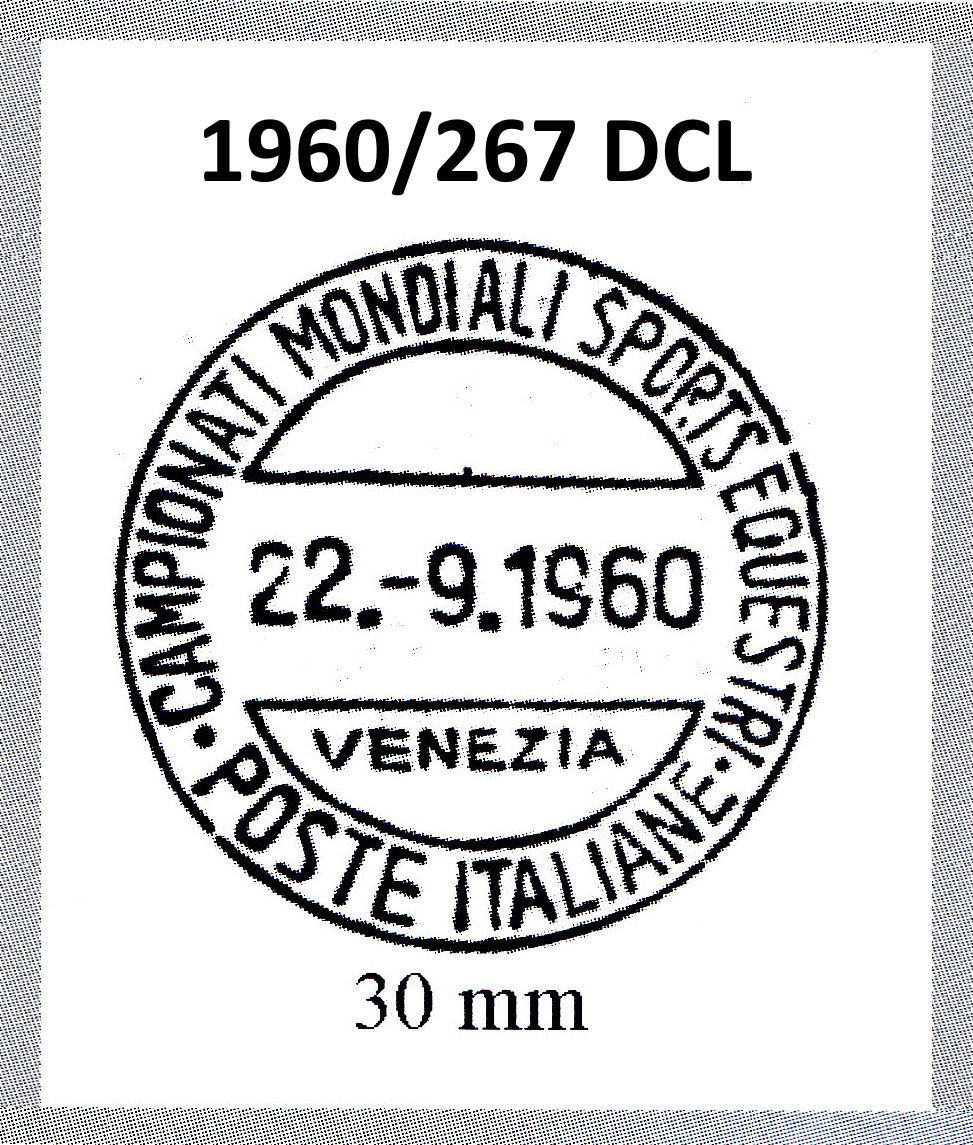 1960/267 DCL
CAMPIONATI MONDIALI SPORTS EQUESTRI
22.-9.1960
VENEZIA
POSTE ITALIANE
30 mm